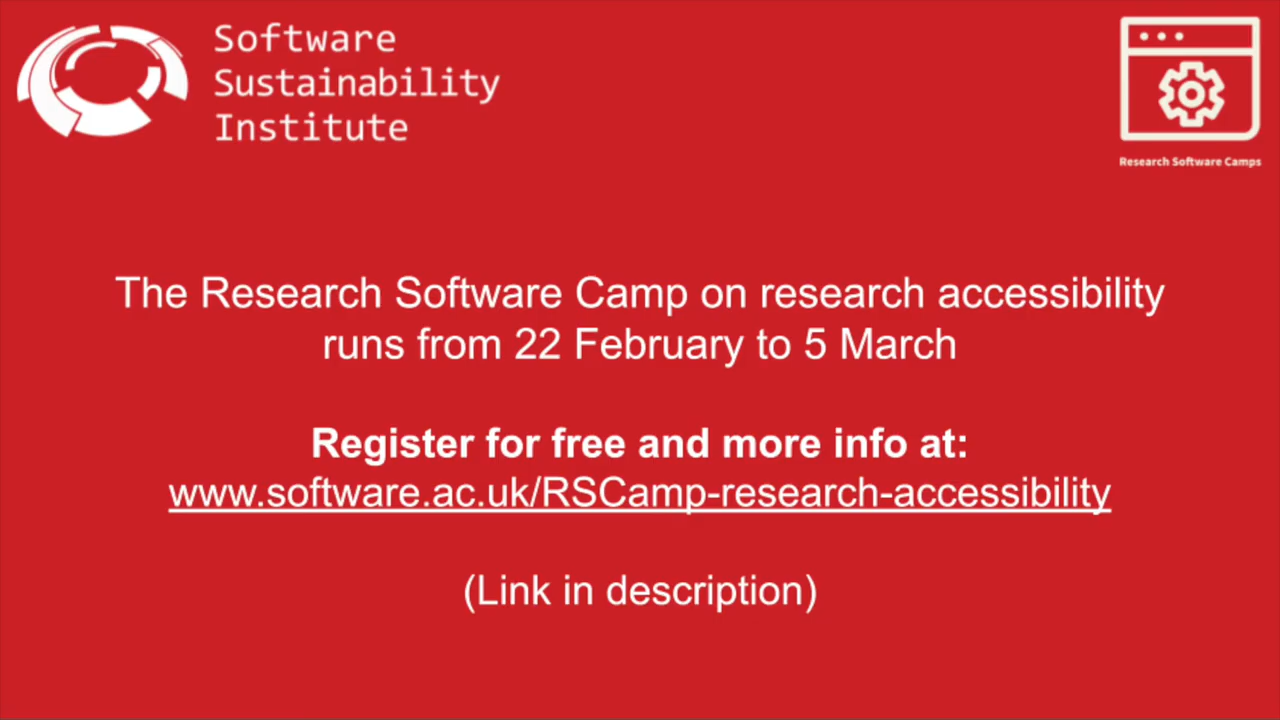 Software
Sustainability
Institute
Research Software Camps
The Research Software Camp on research accessibility
runs from 22 February to 5 March
Register for free and more info at:
www.software.ac.uk/RSCamp-research-accessibility
(Link in description)